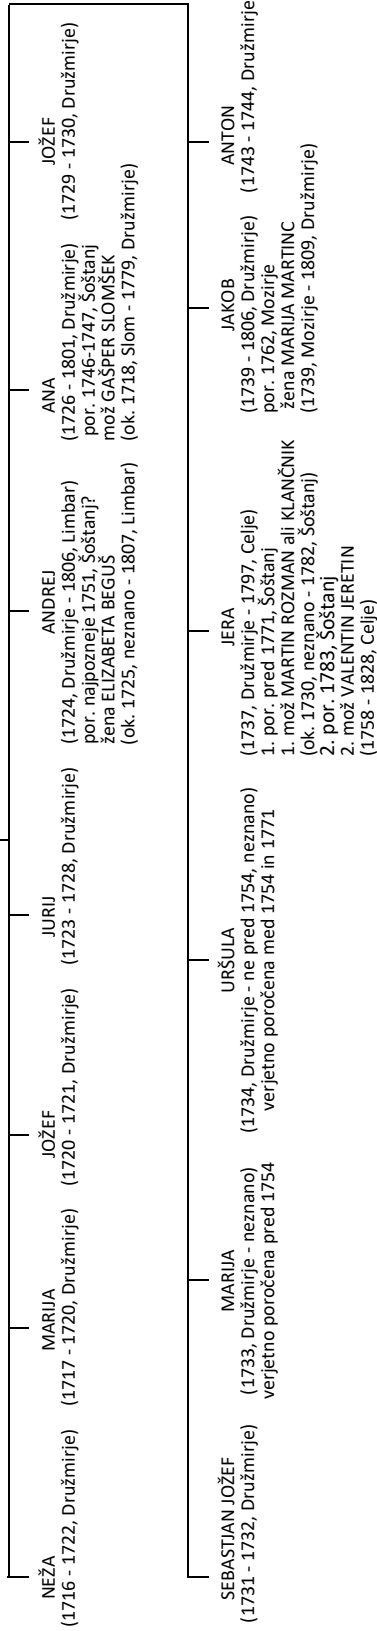 NEŽA
(1716 - 1722, Družmirje)
MARIJA
(1717 - 1720, Družmirje)
JOŽEF
(1720 - 1721, Družmirje)
JURIJ
(1723 - 1728, Družmirje)
ANDREJ
(1724, Družmirje - 1806, Limbar)
por. najpozneje 1751, Šoštanj?
žena ELIZABETA BEGUŠ
(ok. 1725, neznano - 1807, Limbar)
ANA
(1726 - 1801, Družmirje)
por. 1746-1747, Šoštanj
mož GAŠPER SLOMŠEK
(ok. 1718, Slom - 1779, Družmirje)
JOŽEF
(1729 - 1730, Družmirje)
SEBASTJAN JOŽEF
(1731 - 1732, Družmirje)
MARIJA
(1733, Družmirje - neznano)
verjetno poročena pred 1754
URŠULA
(1734, Družmirje - ne pred 1754, neznano)
verjetno poročena med 1754 in 1771
JERA
(1737, Družmirje - 1797, Celje)
1. por. pred 1771, Šoštanj
1. mož MARTIN ROZMAN ali KLANČNIK
(ok. 1730, neznano - 1782, Šoštanj)
2. por. 1783, Šoštanj
2. mož VALENTIN JERETIN
(1758 - 1828, Celje)
JAKOB
(1739 - 1806, Družmirje)
por. 1762, Mozirje
žena MARIJA MARTINC
(1739, Mozirje - 1809, Družmirje)
ANTON
(1743 - 1744, Družmirje)